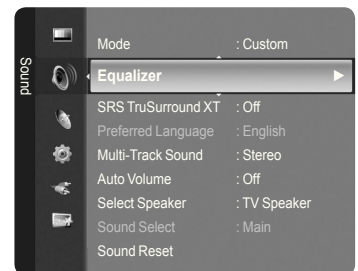 Sound
Mode : Custom
Equalizer
SRS TruSurround XT : Off
Preferred Language : English
Multi-Track Sound : Stereo
Auto Volume : Off
Select Speaker : TV Speaker
Sound Select : Main
Sound Reset